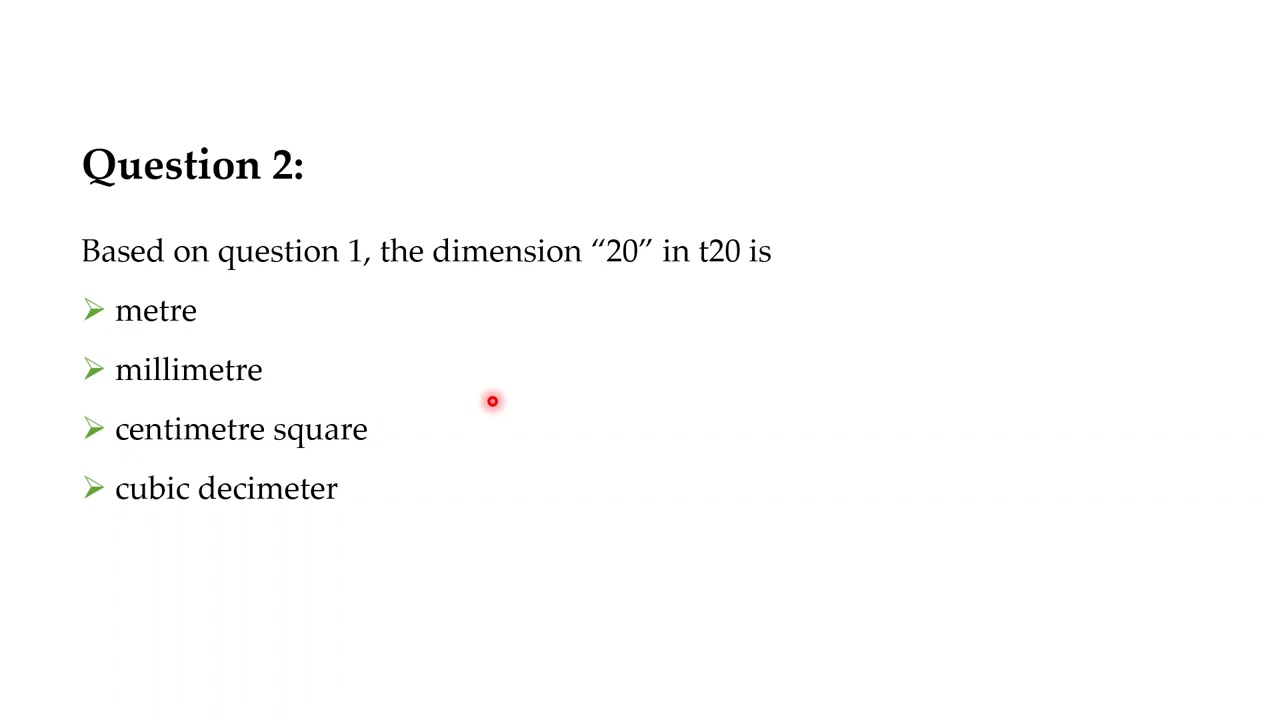 Question 2:
Based on question 1, the dimension “20” in t20 is
metre
millimetre
centimetre square
cubic decimeter